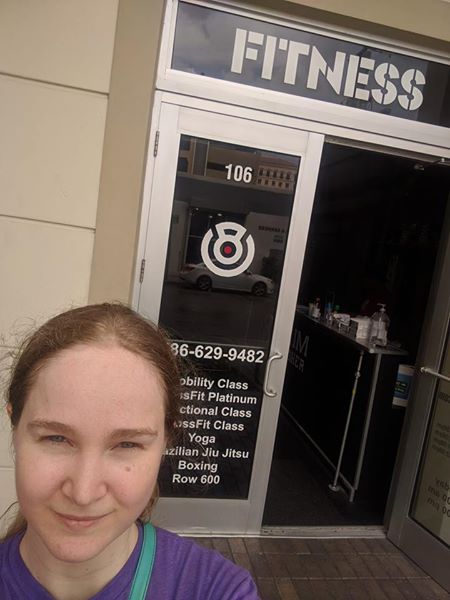 FITNESS
106
86-629-9482
obility Class
ssFit Platinum
ctional Class
ossFit Class
Yoga
azilian Jiu Jitsu
Boxing
Row 600